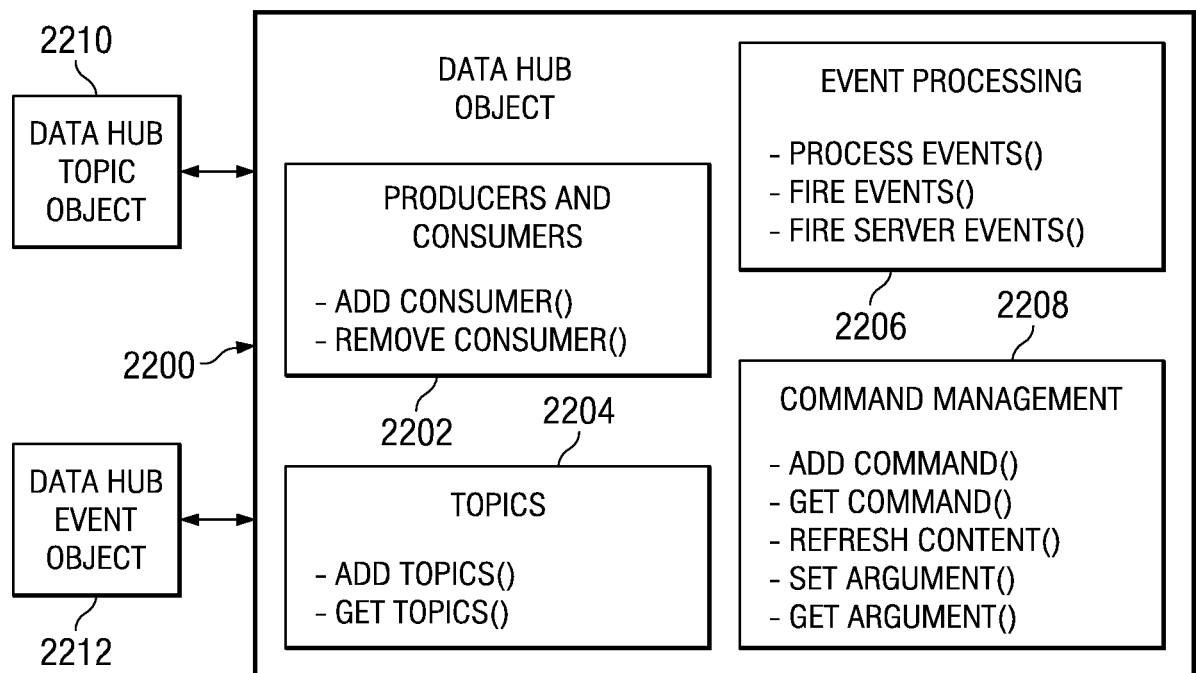 2210
DATA HUB
TOPIC
OBJECT
DATA HUB
OBJECT
PRODUCERS AND
CONSUMERS
- ADD CONSUMER()
- REMOVE CONSUMER()
2200
2202
2204
DATA HUB
EVENT
OBJECT
2212
TOPICS
- ADD TOPICS()
- GET TOPICS()
EVENT PROCESSING
- PROCESS EVENTS()
- FIRE EVENTS()
- FIRE SERVER EVENTS()
2206
2208
COMMAND MANAGEMENT
- ADD COMMAND()
- GET COMMAND()
- REFRESH CONTENT()
- SET ARGUMENT()
- GET ARGUMENT()